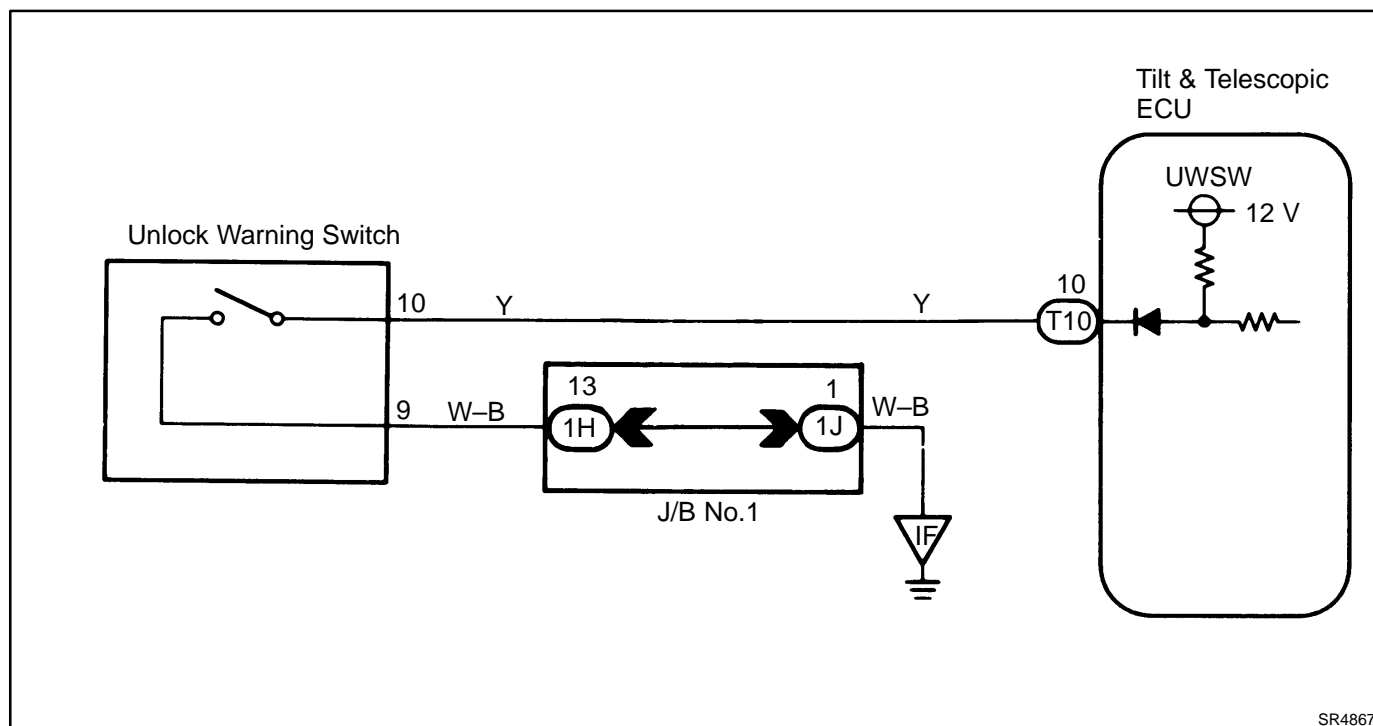 Tilt & Telescopic
ECU
UWSW
12 V
Unlock Warning Switch
10
Y
Y
10
T10
13
1
9
W–B
1H
1J
W–B
J/B No.1
IF
SR4867